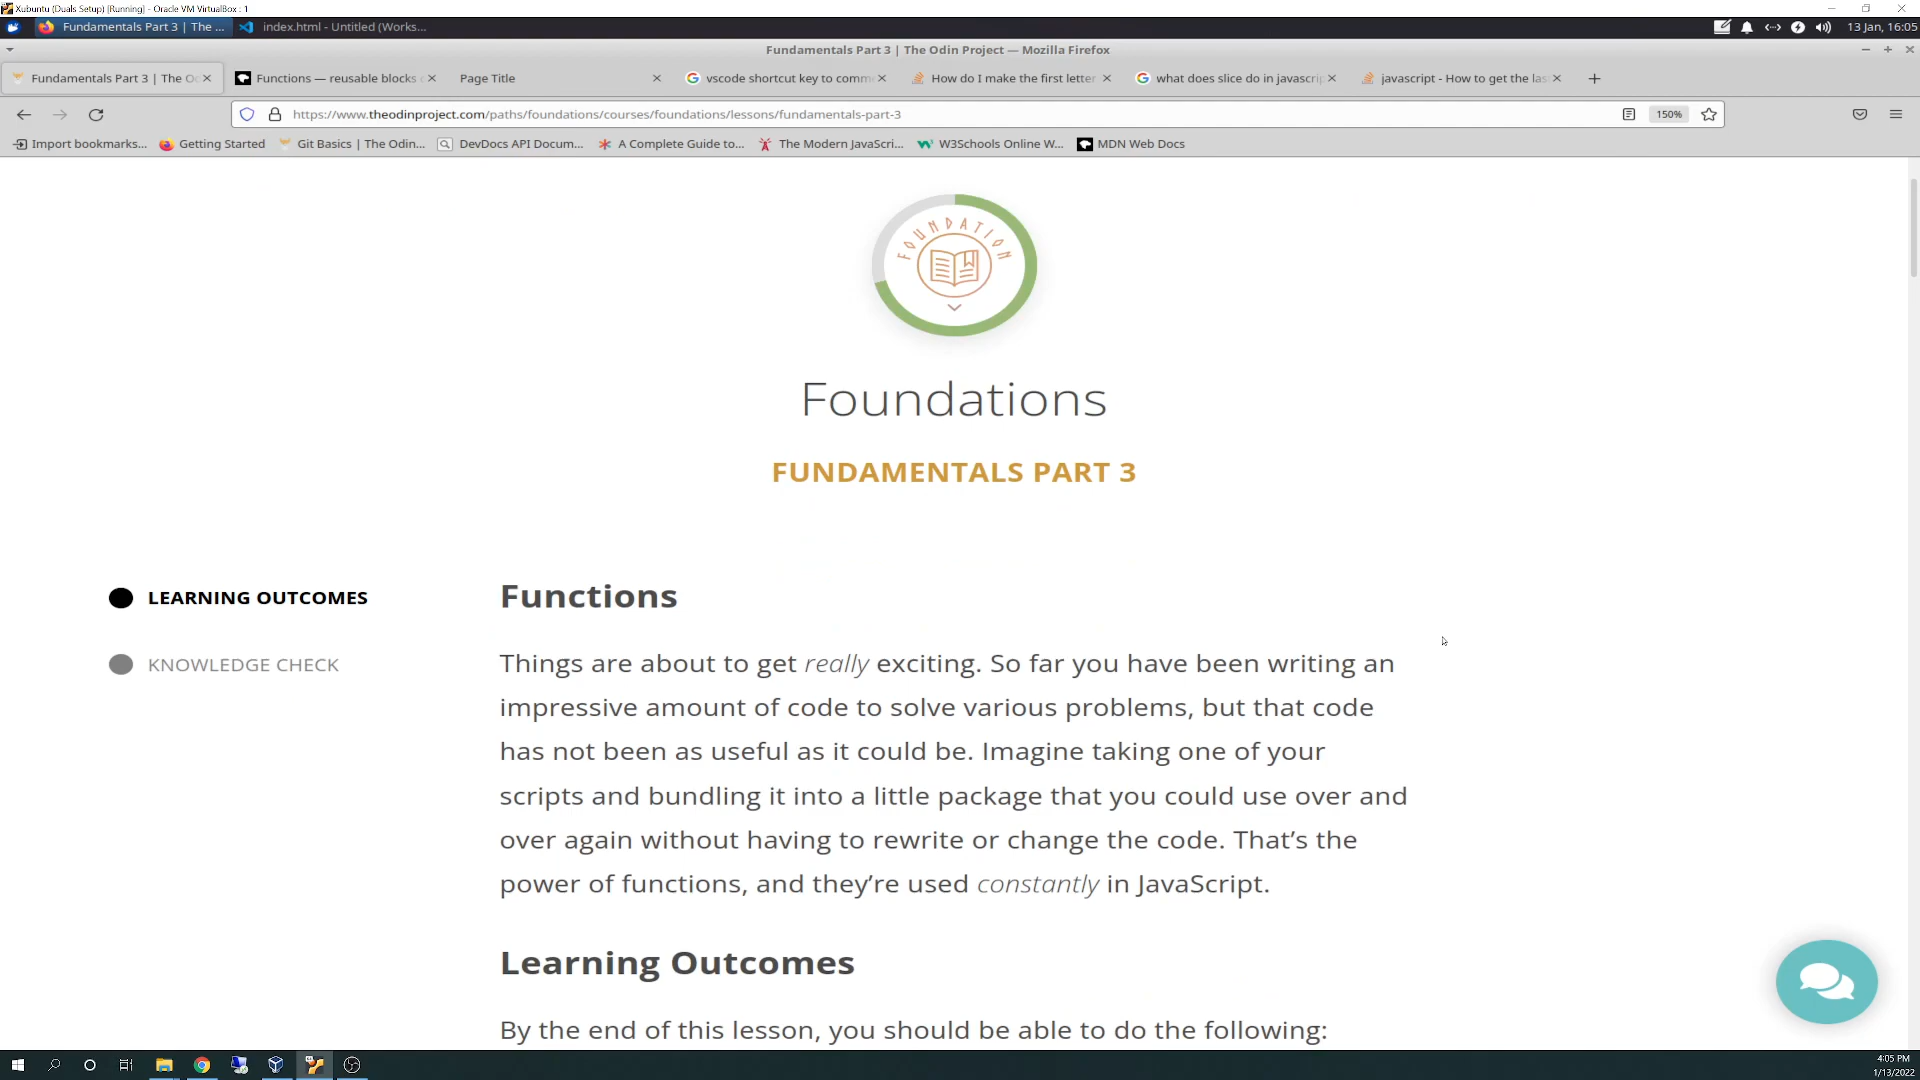 Xubuntu (Duals Setup) [Running] - Oracle VM VirtualBox : 1
Fundamentals Part 3 | The ...
index.html - Untitled (Works...
13 Jan, 16:05
Fundamentals Part 3 | The Odin Project — Mozilla Firefox
Fundamentals Part 3 | The O
Functions — reusable blocks
Page Title
vscode shortcut key to comm
How do I make the first letter
what does slice do in javascrip
javascript - How to get the las
https://www.theodinproject.com/paths/foundations/courses/foundations/lessons/fundamentals-part-3
150%
Import bookmarks...
Getting Started
Git Basics | The Odin...
DevDocs API Docum...
A Complete Guide to...
The Modern JavaScri...
W3Schools Online W...
MDN Web Docs
FOUNDATION
Foundations
FUNDAMENTALS PART 3
LEARNING OUTCOMES
KNOWLEDGE CHECK
Functions
Things are about to get really exciting. So far you have been writing an
impressive amount of code to solve various problems, but that code
has not been as useful as it could be. Imagine taking one of your
scripts and bundling it into a little package that you could use over and
over again without having to rewrite or change the code. That’s the
power of functions, and they’re used constantly in JavaScript.
Learning Outcomes
By the end of this lesson, you should be able to do the following:
4:05 PM
1/13/2022